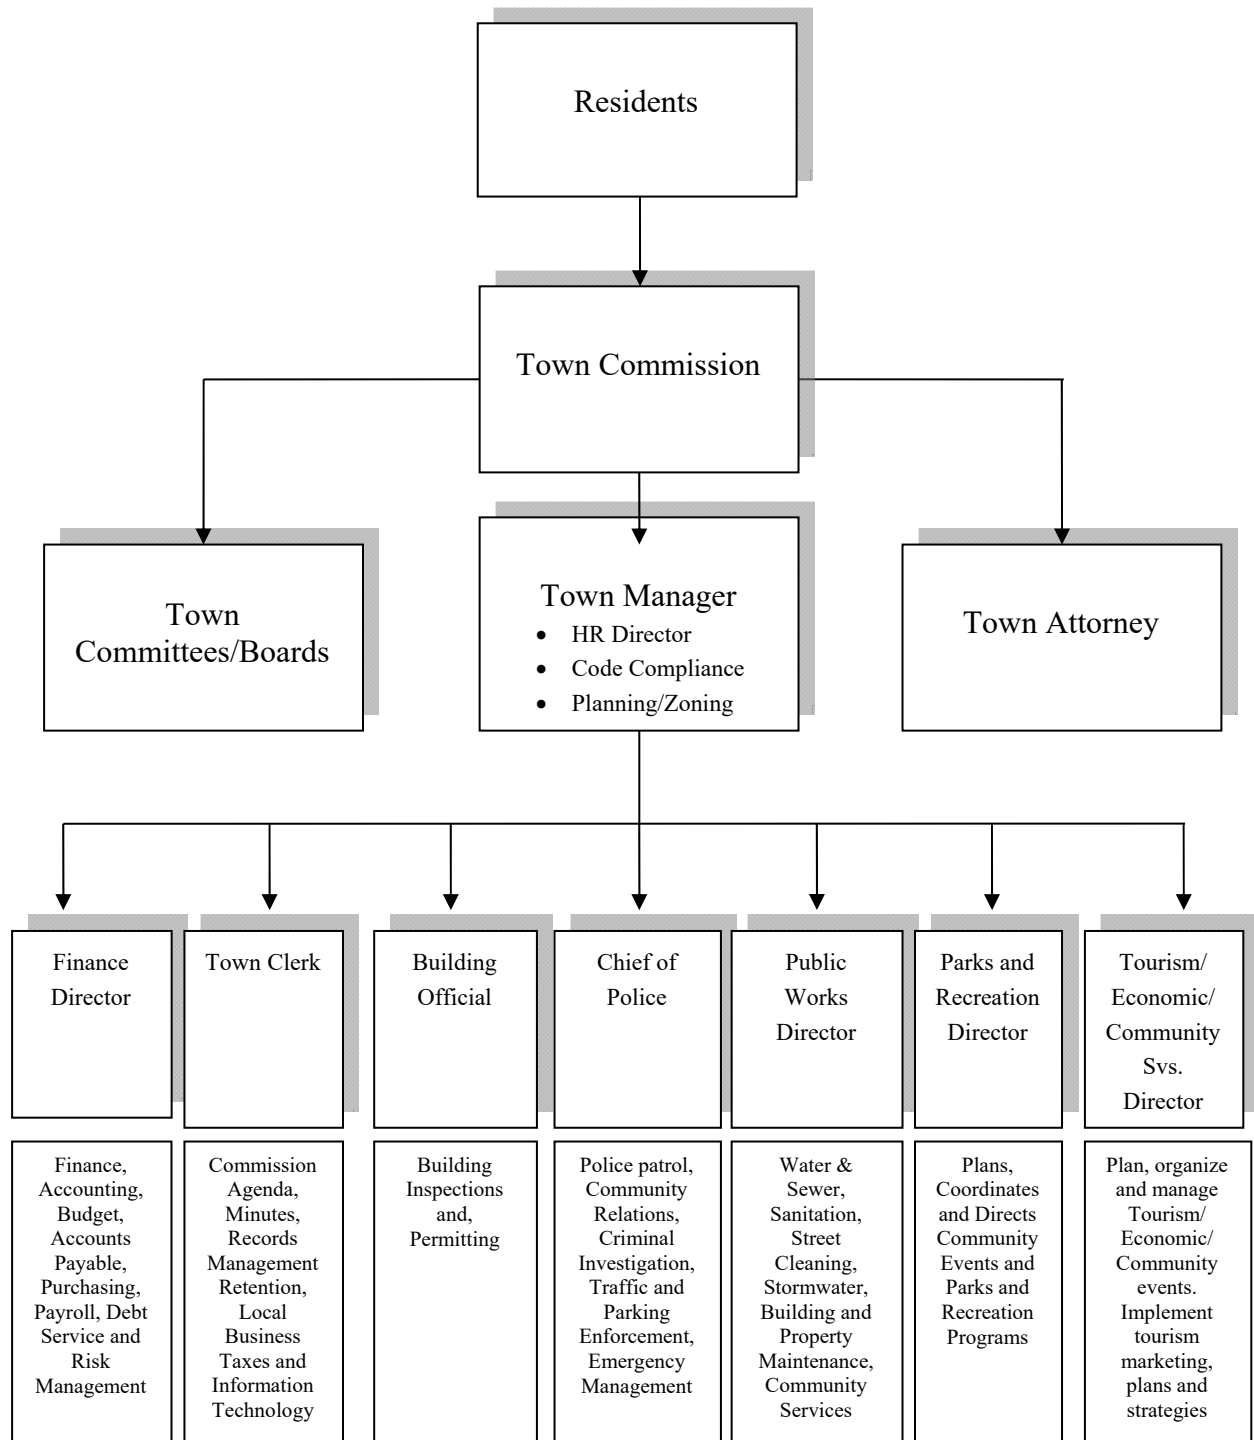 Residents
Town Commission
Town
Committees/Boards
Town Manager
• HR Director
• Code Compliance
• Planning/Zoning
Town Attorney
Finance
Director
Town Clerk
Building
Official
Chief of
Police
Public
Works
Director
Parks and
Recreation
Director
Tourism/
Economic/
Community
Svs.
Director
Finance,
Accounting,
Budget,
Accounts
Payable,
Purchasing,
Payroll, Debt
Service and
Risk
Management
Commission
Agenda,
Minutes,
Records
Management
Retention,
Local
Business
Taxes and
Information
Technology
Building
Inspections
and,
Permitting
Police patrol,
Community
Relations,
Criminal
Investigation,
Traffic and
Parking
Enforcement,
Emergency
Management
Water &
Sewer,
Sanitation,
Street
Cleaning,
Stormwater,
Building and
Property
Maintenance,
Community
Services
Plans,
Coordinates
and Directs
Community
Events and
Parks and
Recreation
Programs
Plan, organize
and manage
Tourism/
Economic/
Community
events.
Implement
tourism
marketing,
plans and
strategies